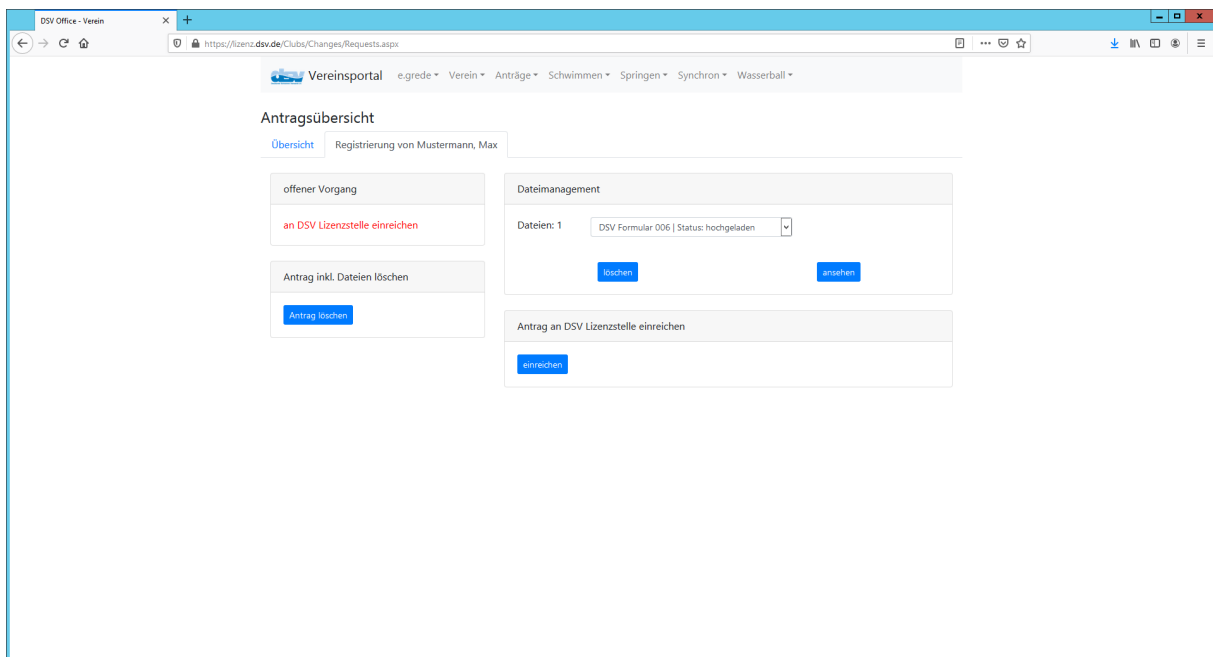 DSV Office - Verein
https://lizenz.dsv.de/Clubs/Changes/Requests.aspx
dsv Vereinsportal e.grede Verein Anträge Schwimmen Springen Synchron Wasserball
Antragsübersicht
Übersicht Registrierung von Mustermann, Max
offener Vorgang
an DSV Lizenzstelle einreichen
Antrag inkl. Dateien löschen
Antrag löschen
Dateimanagement
Dateien: 1 DSV Formular 006 | Status: hochgeladen
löschen ansehen
Antrag an DSV Lizenzstelle einreichen
einreichen